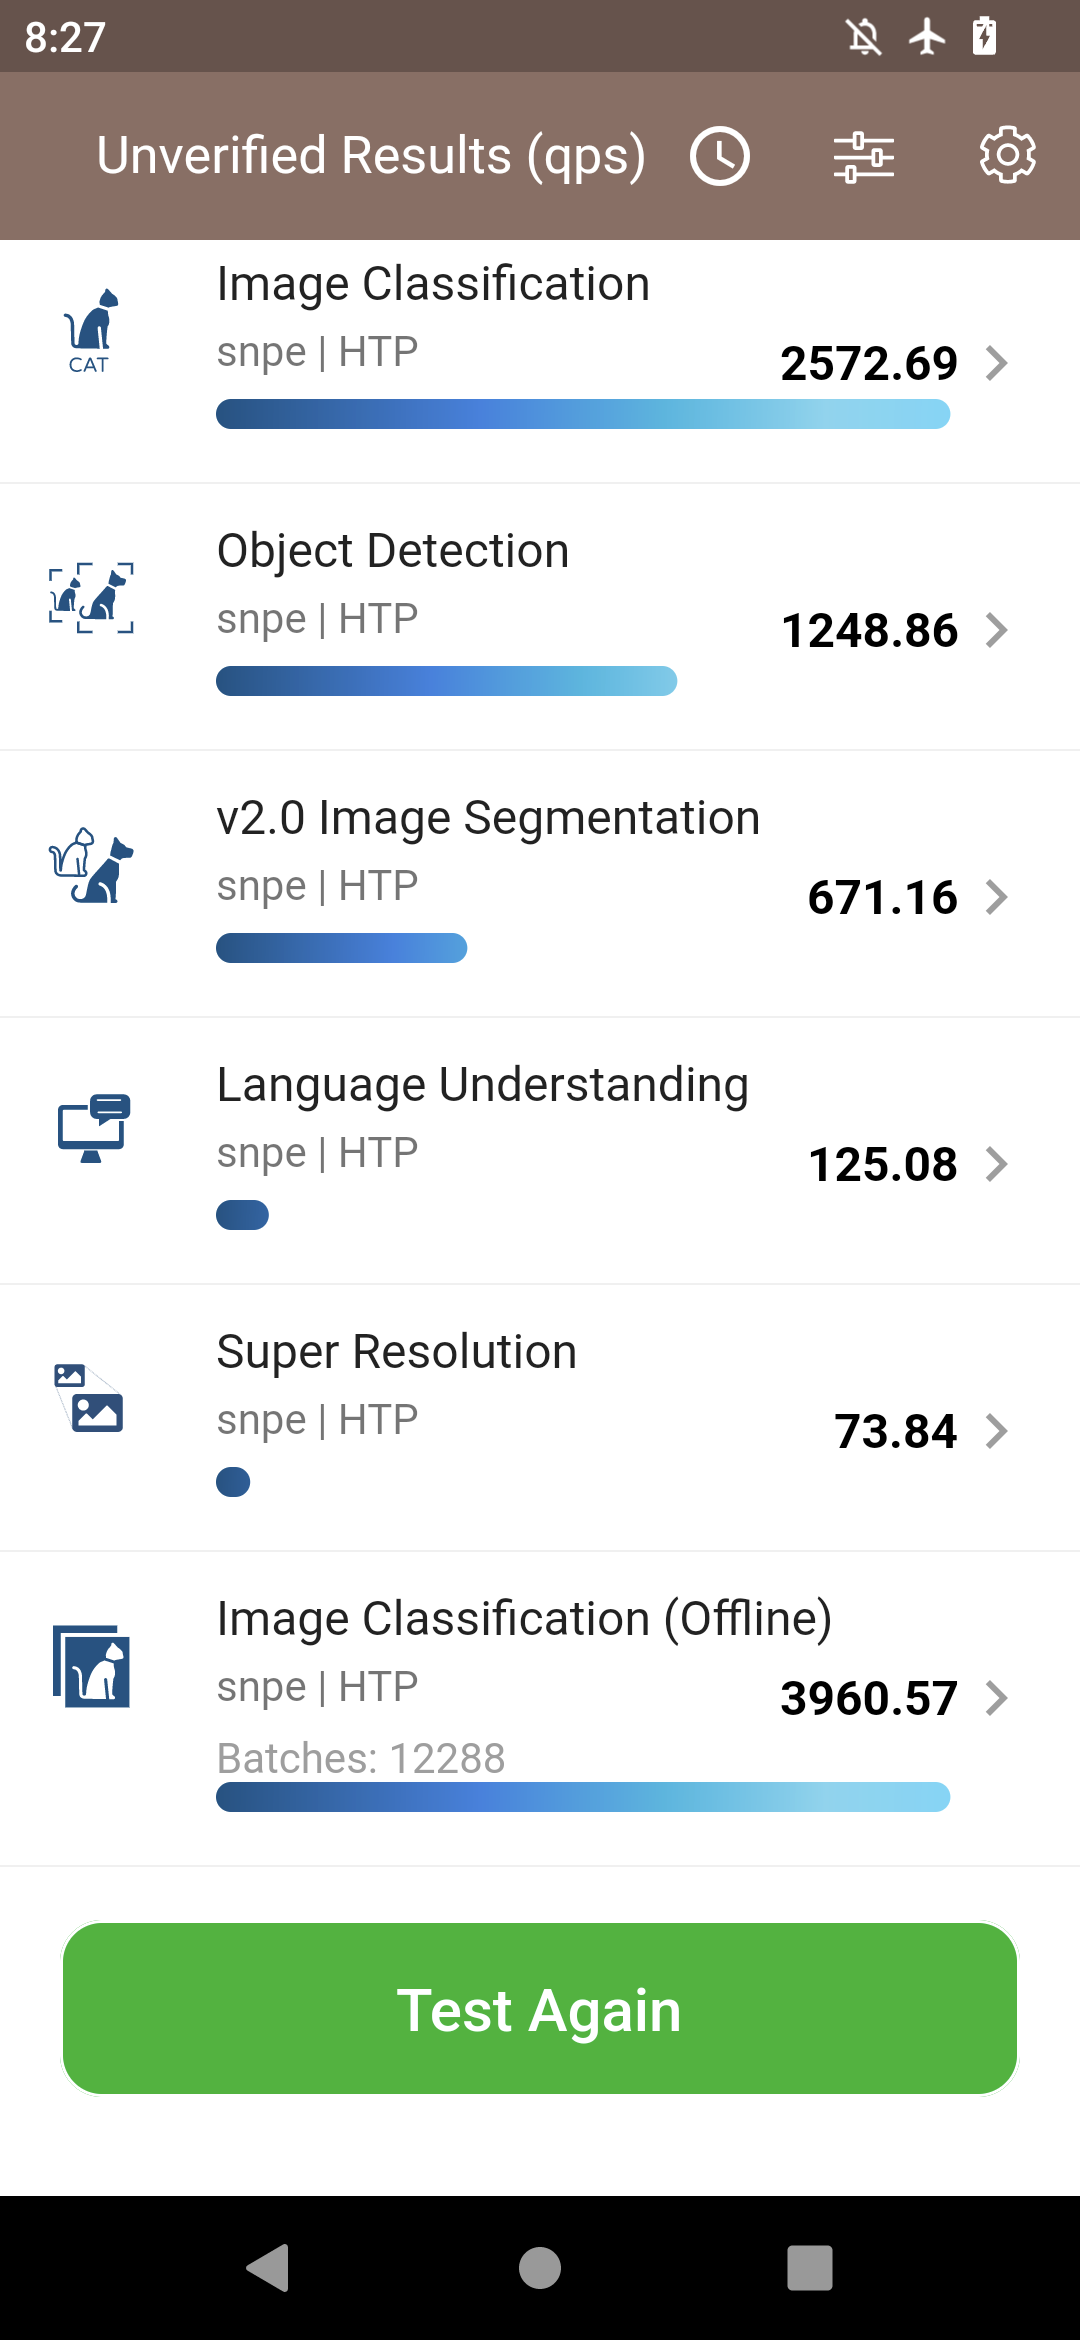 8:27
Unverified Results (qps)
Image Classification
CAT
snpe | HTP
2572.69
Object Detection
snpe | HTP
1248.86
v2.0 Image Segmentation
snpe | HTP
671.16
Language Understanding
snpe | HTP
125.08
Super Resolution
snpe | HTP
73.84
Image Classification (Offline)
snpe | HTP
3960.57
Batches: 12288
Test Again